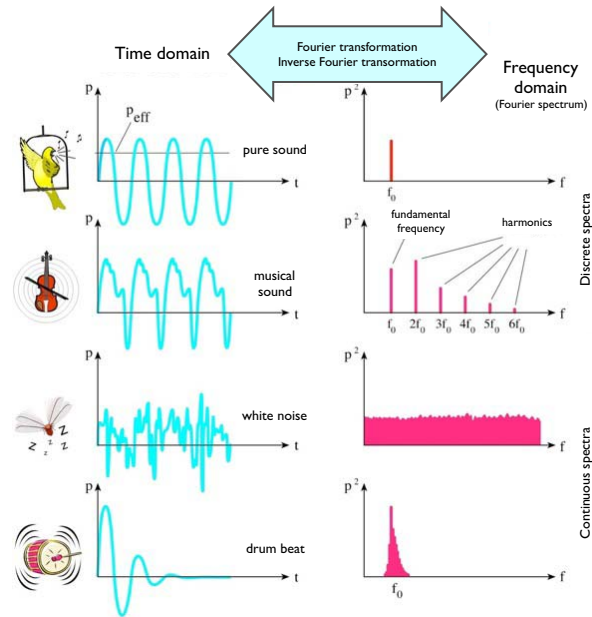 Time domain
Fourier transformation
Inverse Fourier transormation
Frequency
domain
(Fourier spectrum)
p
p_eff
pure sound
t
p²
f₀
f
p
musical
sound
t
p²
fundamental
frequency
harmonics
f₀ 2f₀ 3f₀ 4f₀ 5f₀ 6f₀
f
Discrete spectra
p
white noise
t
z z z z z
p²
f
p
drum beat
t
p²
f₀
f
Continuous spectra